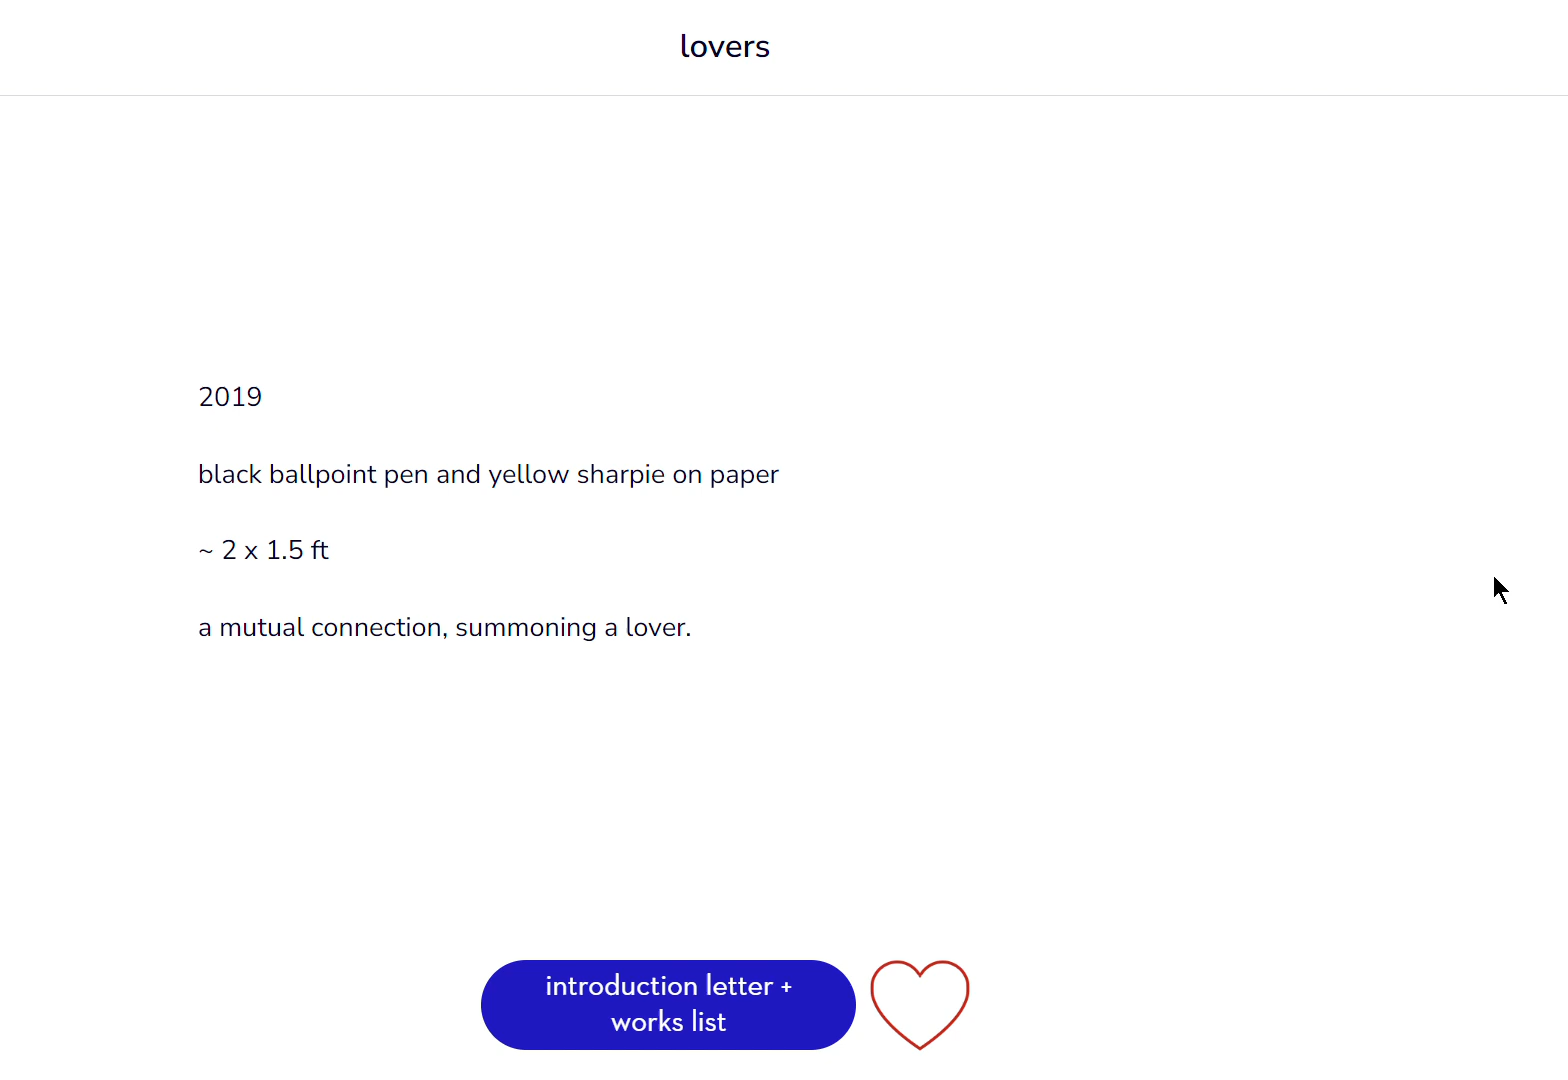 lovers
2019
black ballpoint pen and yellow sharpie on paper
~ 2 x 1.5 ft
a mutual connection, summoning a lover.
introduction letter +
works list